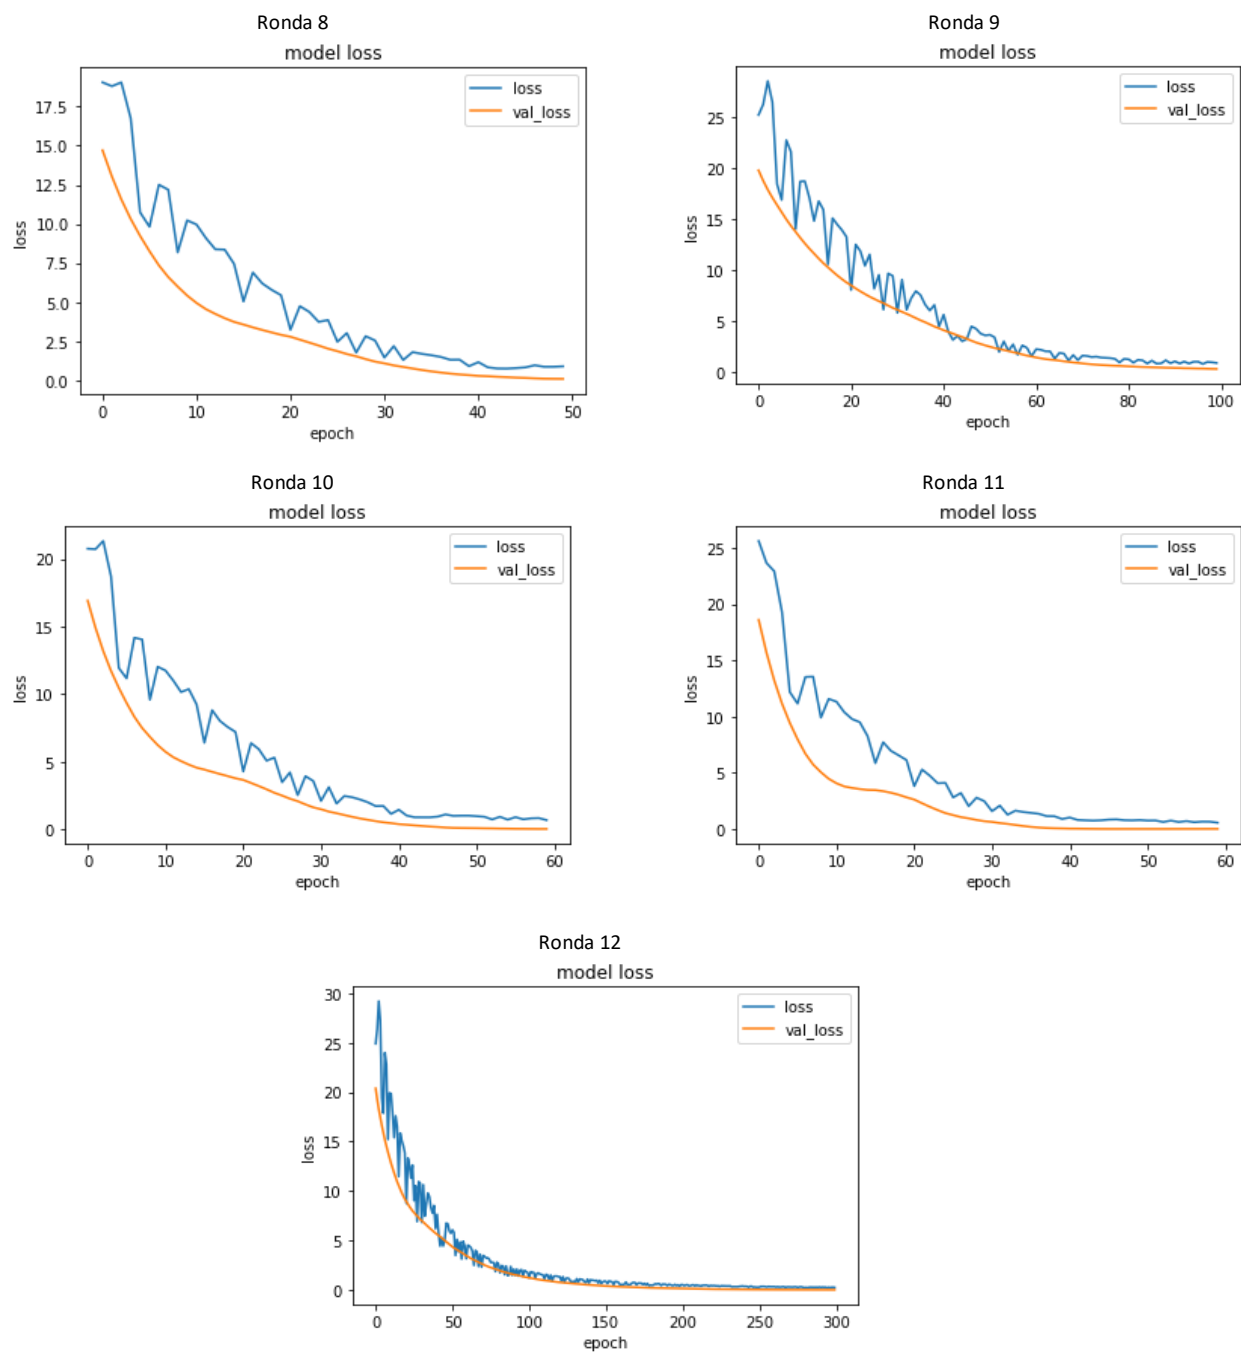 Ronda 8
model loss
loss
val_loss
17.5
15.0
12.5
10.0
7.5
5.0
2.5
0.0
loss
0 10 20 30 40 50
epoch
Ronda 9
model loss
loss
val_loss
25
20
15
10
5
0
loss
0 20 40 60 80 100
epoch
Ronda 10
model loss
loss
val_loss
20
15
10
5
0
loss
0 10 20 30 40 50 60
epoch
Ronda 11
model loss
loss
val_loss
25
20
15
10
5
0
loss
0 10 20 30 40 50 60
epoch
Ronda 12
model loss
loss
val_loss
30
25
20
15
10
5
0
loss
0 50 100 150 200 250 300
epoch